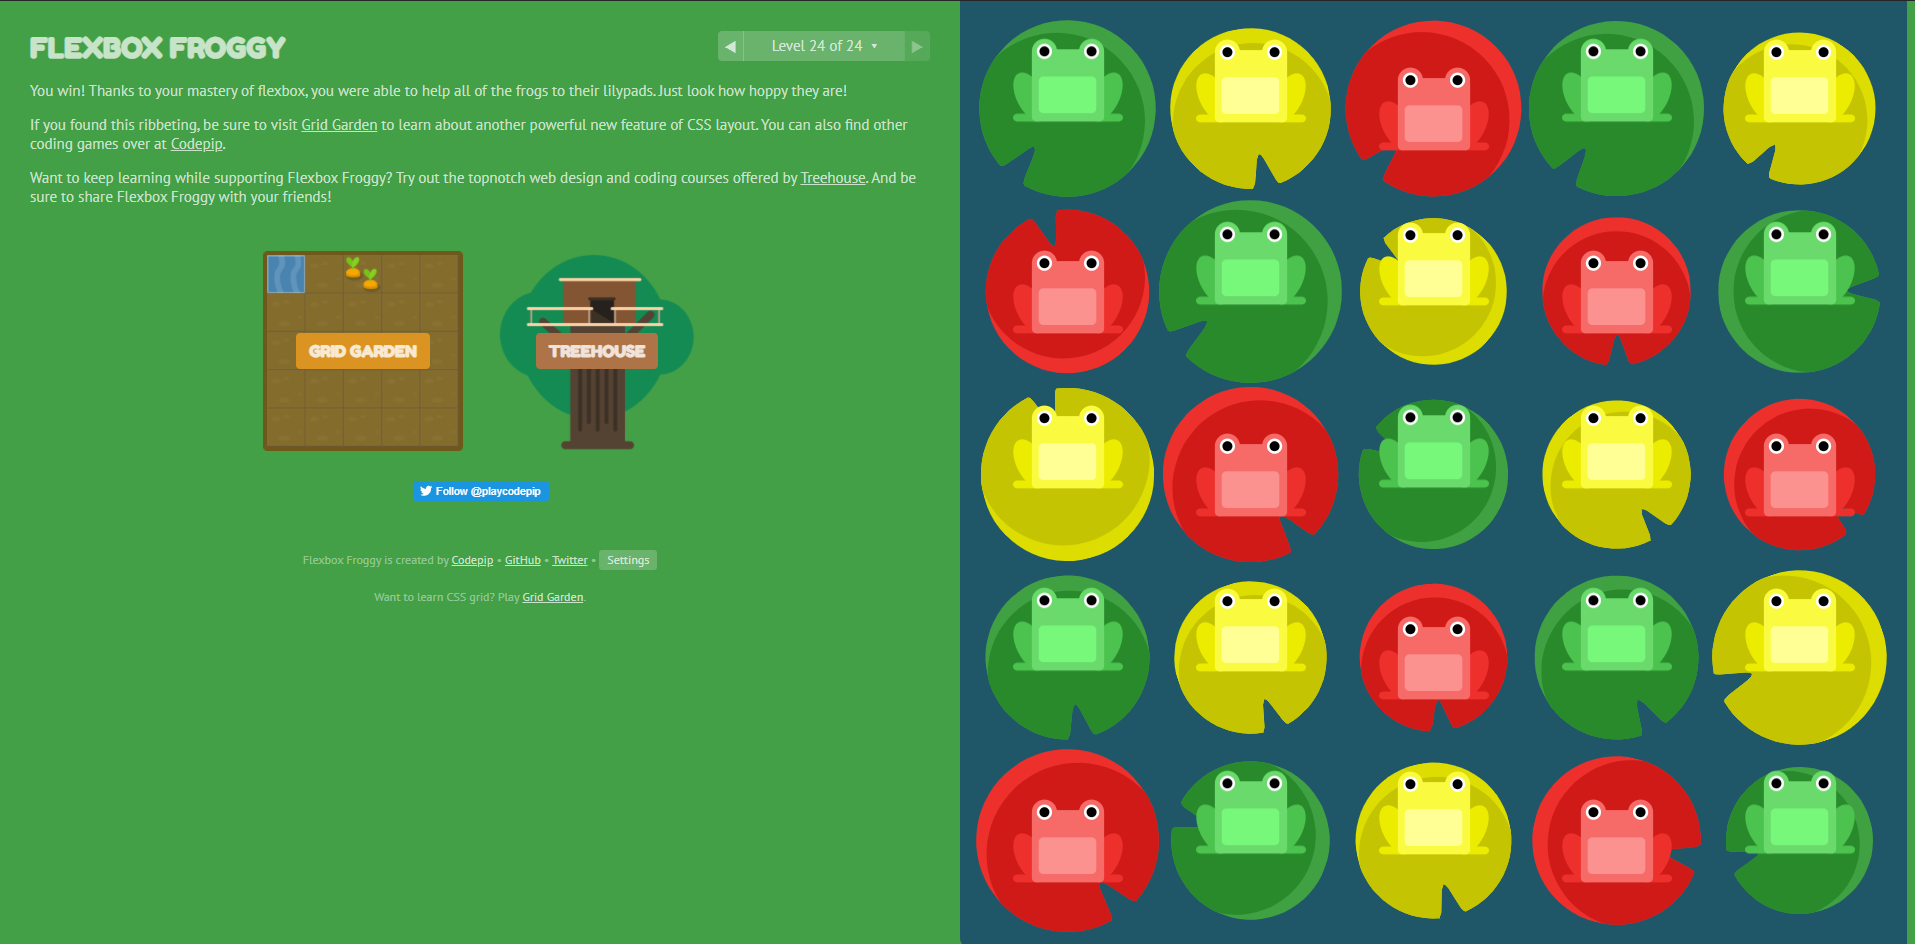 FLEXBOX FROGGY
Level 24 of 24
You win! Thanks to your mastery of flexbox, you were able to help all of the frogs to their lilypads. Just look how hoppy they are!
If you found this ribbeting, be sure to visit Grid Garden to learn about another powerful new feature of CSS layout. You can also find other
coding games over at Codepip.
Want to keep learning while supporting Flexbox Froggy? Try out the topnotch web design and coding courses offered by Treehouse. And be
sure to share Flexbox Froggy with your friends!
GRID GARDEN
TREEHOUSE
Follow @playcodepip
Flexbox Froggy is created by Codepip • GitHub • Twitter • Settings
Want to learn CSS grid? Play Grid Garden.